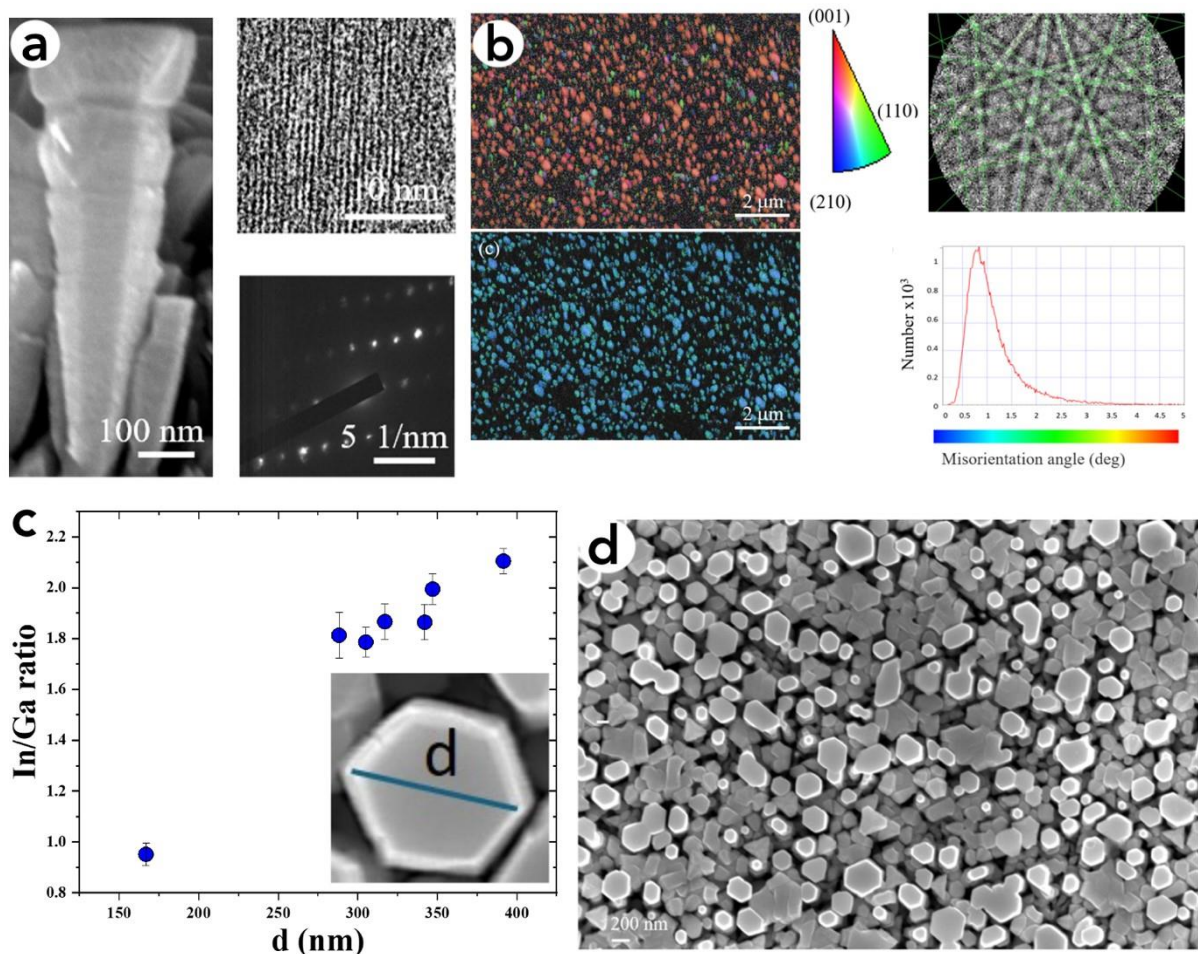 a
100 nm
10 nm
5 1/nm
b
2 μm
(001)
(110)
(210)
(c)
2 μm
Number x10³
1
0.8
0.6
0.4
0.2
0
0 0.5 1 1.5 2 2.5 3 3.5 4 4.5 5
Misorientation angle (deg)
c
In/Ga ratio
2.2
2.0
1.8
1.6
1.4
1.2
1.0
0.8
150 200 250 300 350 400
d (nm)
d
d
200 nm